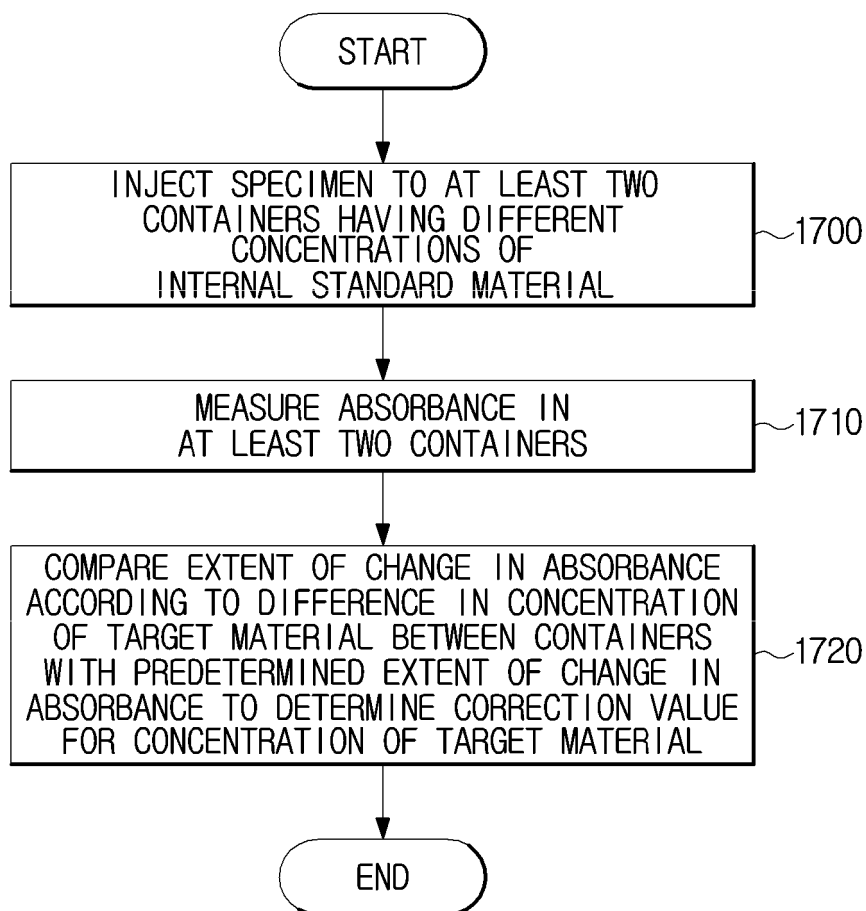 START
INJECT SPECIMEN TO AT LEAST TWO
CONTAINERS HAVING DIFFERENT
CONCENTRATIONS OF
INTERNAL STANDARD MATERIAL
1700
MEASURE ABSORBANCE IN
AT LEAST TWO CONTAINERS
1710
COMPARE EXTENT OF CHANGE IN ABSORBANCE
ACCORDING TO DIFFERENCE IN CONCENTRATION
OF TARGET MATERIAL BETWEEN CONTAINERS
WITH PREDETERMINED EXTENT OF CHANGE IN
ABSORBANCE TO DETERMINE CORRECTION VALUE
FOR CONCENTRATION OF TARGET MATERIAL
1720
END